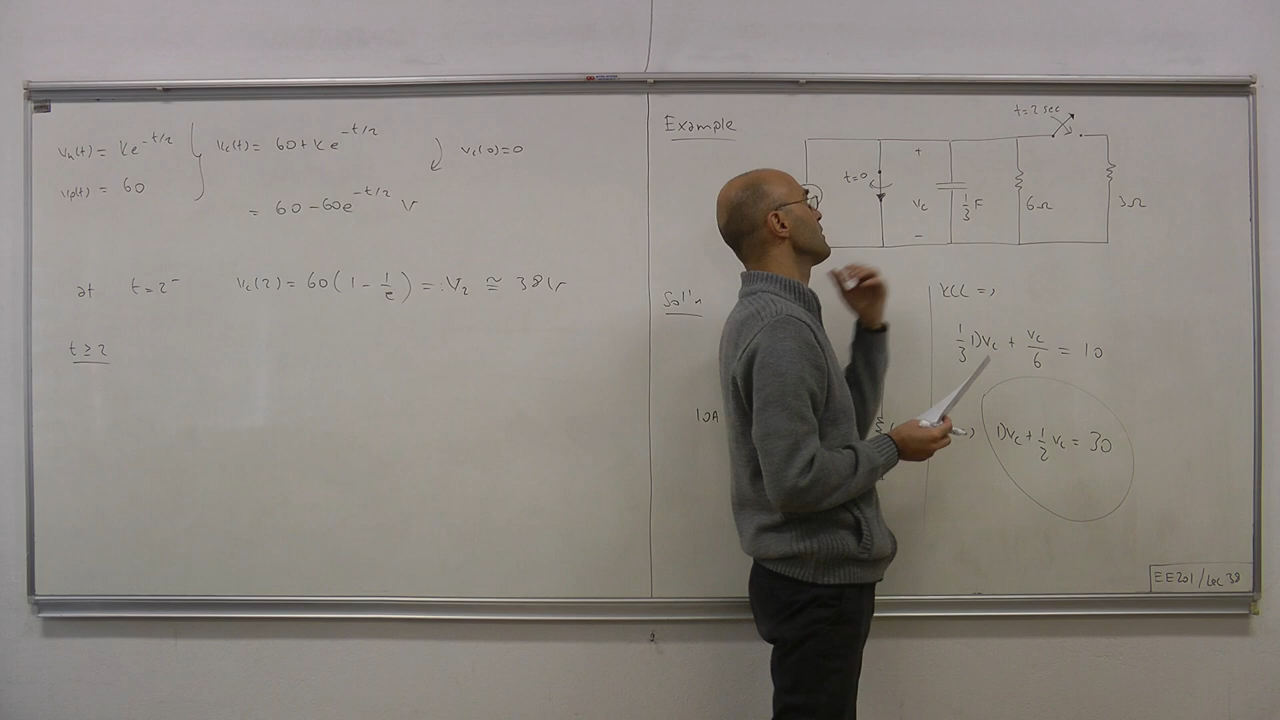 v_h(t) = Ke^{-t/2}
v_p(t) = 60
v_c(t) = 60 + Ke^{-t/2}
v_c(0) = 0
= 60 - 60e^{-t/2} V
at t = 2^- v_c(2) = 60(1 - 1/e) =: V_2 ≅ 38V
t ≥ 2
Example
t = 2 sec
t=0
+
v_c
-
1/3 F
6Ω
3Ω
Sol'n
10A
KCL =>
1/3 Dv_c + v_c/6 = 10
Dv_c + 1/2 v_c = 30
EE201/Lec 38